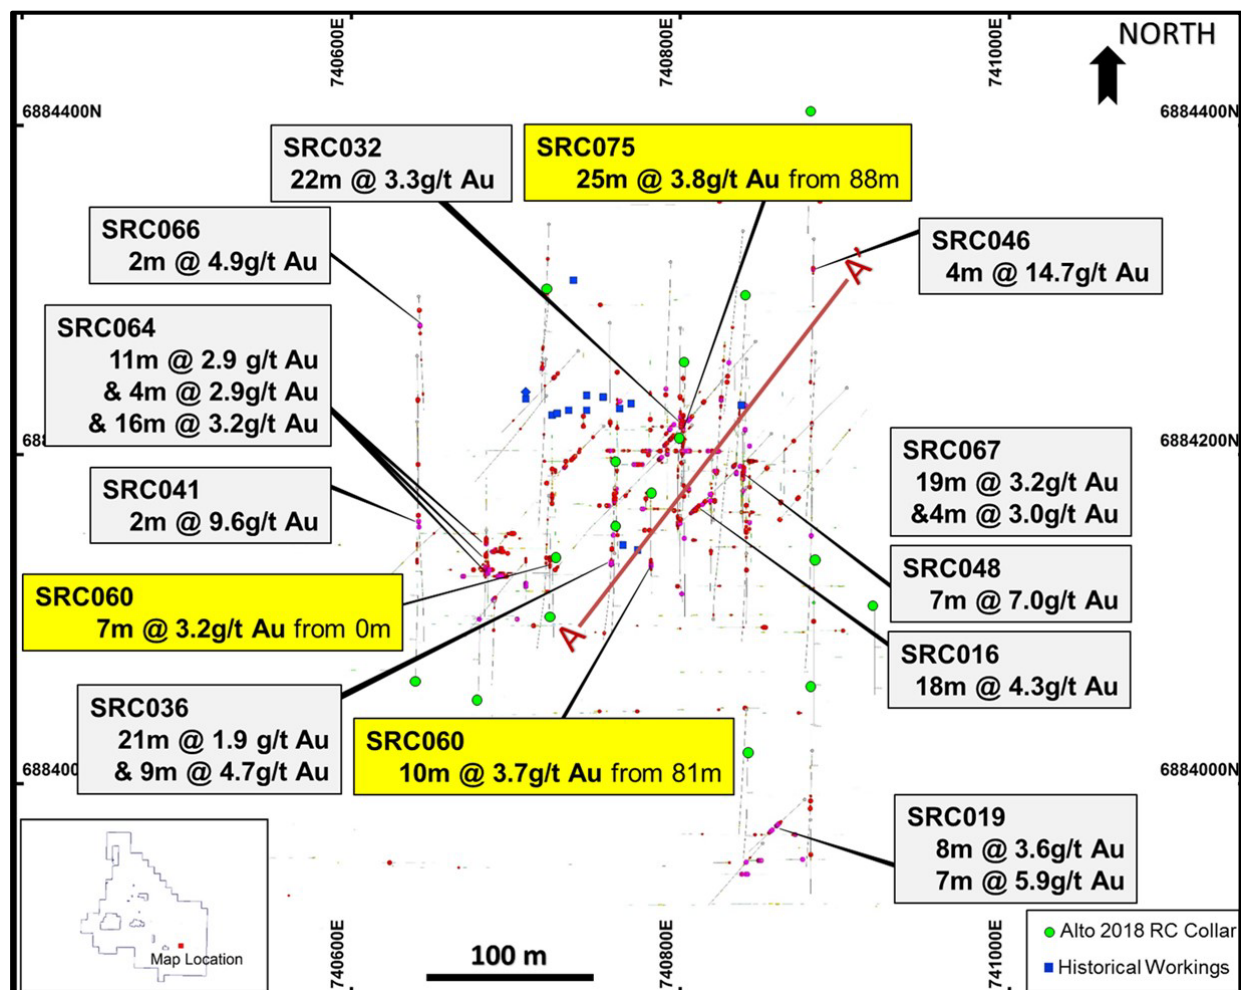 NORTH
740600E
740800E
741000E
6884400N
6884400N
SRC032
22m @ 3.3g/t Au
SRC075
25m @ 3.8g/t Au from 88m
SRC066
2m @ 4.9g/t Au
SRC046
4m @ 14.7g/t Au
A'
SRC064
11m @ 2.9 g/t Au
& 4m @ 2.9g/t Au
& 16m @ 3.2g/t Au
6884200N
SRC067
19m @ 3.2g/t Au
&4m @ 3.0g/t Au
SRC041
2m @ 9.6g/t Au
SRC048
7m @ 7.0g/t Au
SRC060
7m @ 3.2g/t Au from 0m
A
SRC016
18m @ 4.3g/t Au
SRC036
21m @ 1.9 g/t Au
& 9m @ 4.7g/t Au
SRC060
10m @ 3.7g/t Au from 81m
6884000N
SRC019
8m @ 3.6g/t Au
7m @ 5.9g/t Au
Map Location
740600E
740800E
741000E
100 m
Alto 2018 RC Collar
Historical Workings